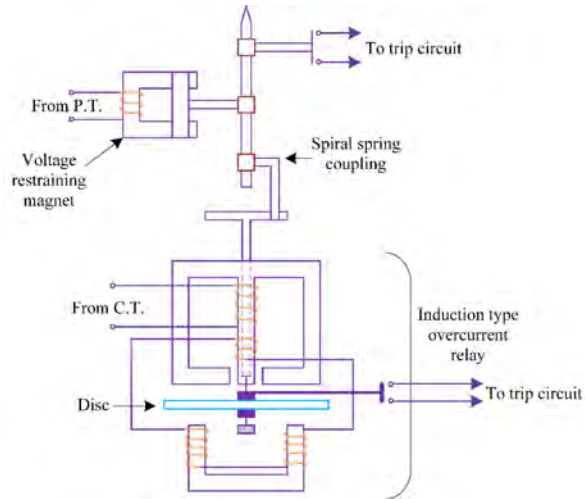 To trip circuit
From P.T.
Voltage
restraining
magnet
Spiral spring
coupling
From C.T.
Induction type
overcurrent
relay
Disc
To trip circuit